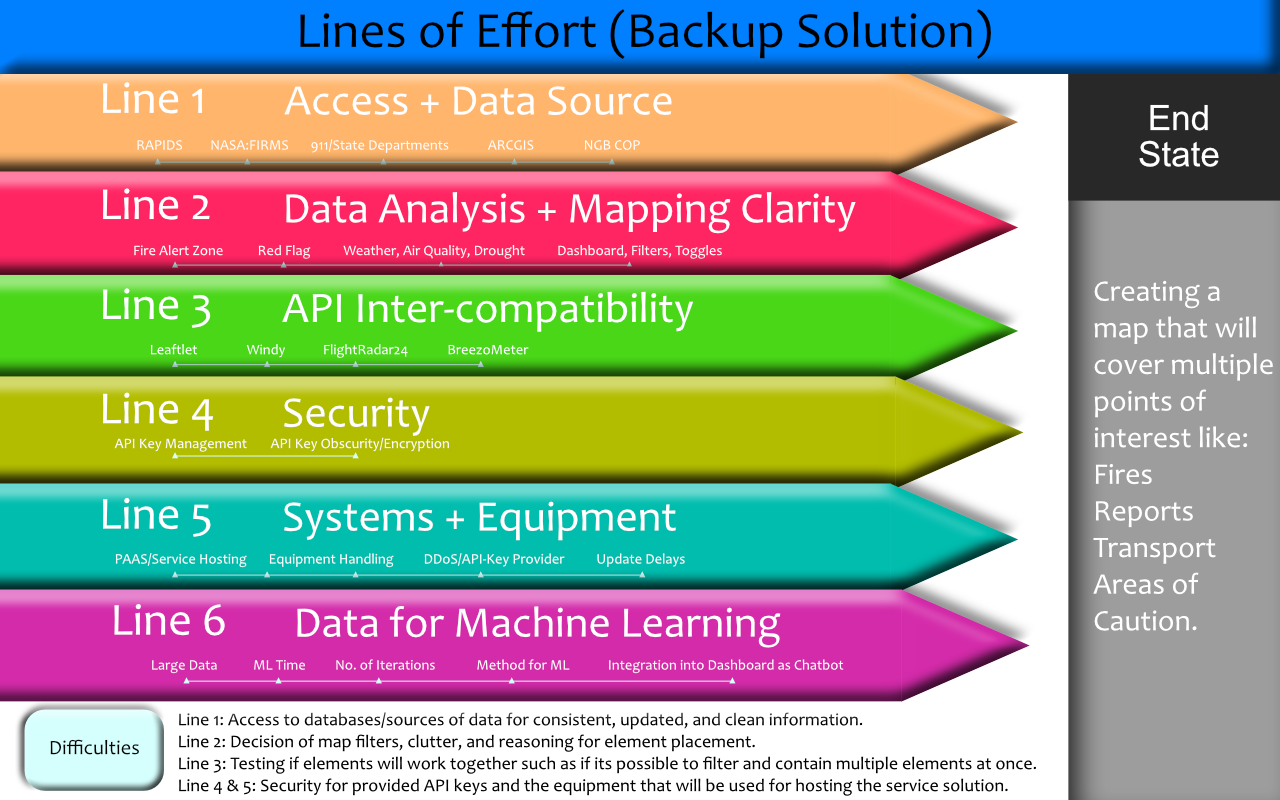 Lines of Effort (Backup Solution)
Line 1 Access + Data Source
RAPIDS NASA:FIRMS 911/State Departments ARCGIS NGB COP
Line 2 Data Analysis + Mapping Clarity
Fire Alert Zone Red Flag Weather, Air Quality, Drought Dashboard, Filters, Toggles
Line 3 API Inter-compatibility
Leaftlet Windy FlightRadar24 BreezoMeter
Line 4 Security
API Key Management API Key Obscurity/Encryption
Line 5 Systems + Equipment
PAAS/Service Hosting Equipment Handling DDoS/API-Key Provider Update Delays
Line 6 Data for Machine Learning
Large Data ML Time No. of Iterations Method for ML Integration into Dashboard as Chatbot
End
State
Creating a
map that will
cover multiple
points of
interest like:
Fires
Reports
Transport
Areas of
Caution.
Difficulties
Line 1: Access to databases/sources of data for consistent, updated, and clean information.
Line 2: Decision of map filters, clutter, and reasoning for element placement.
Line 3: Testing if elements will work together such as if its possible to filter and contain multiple elements at once.
Line 4 & 5: Security for provided API keys and the equipment that will be used for hosting the service solution.